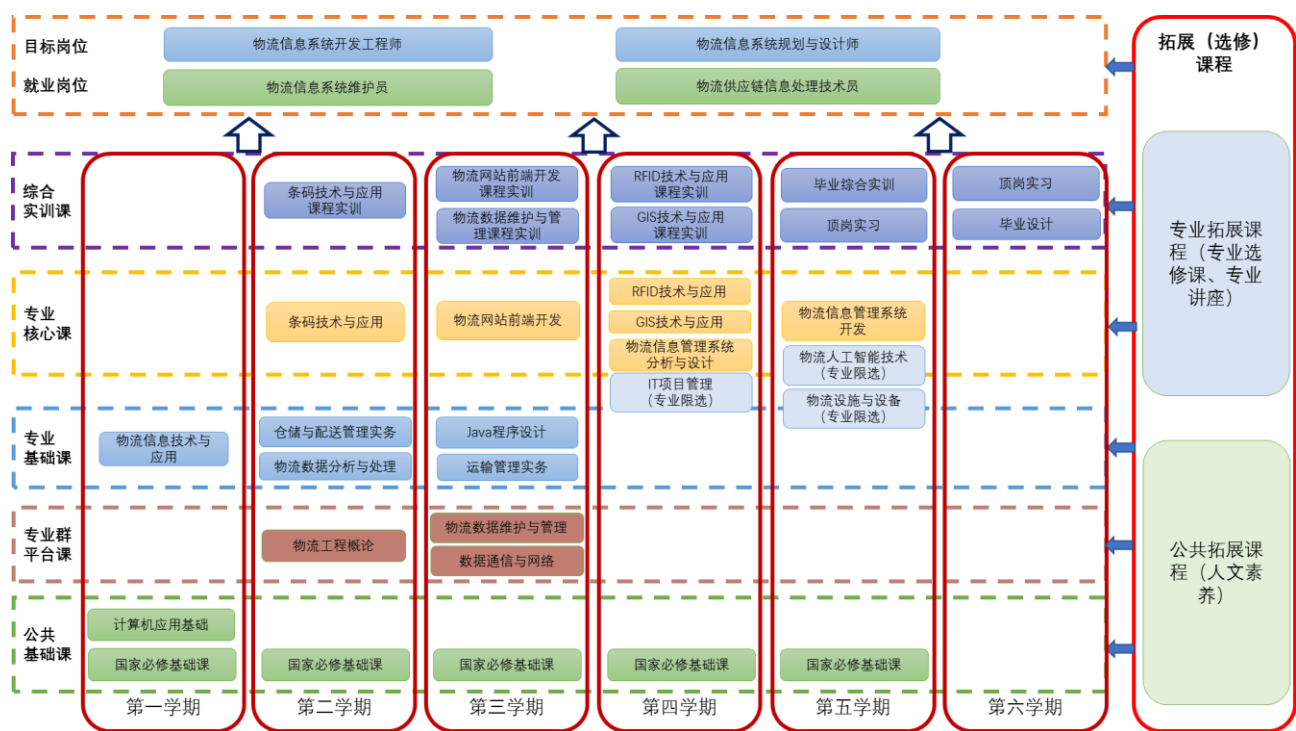 目标岗位
物流信息系统开发工程师
物流信息系统规划与设计师
就业岗位
物流信息系统维护员
物流供应链信息处理技术员
拓展（选修）
课程
综合
实训课
条码技术与应用
课程实训
物流网站前端开发
课程实训
物流数据维护与管
理课程实训
RFID技术与应用
课程实训
GIS技术与应用
课程实训
毕业综合实训
顶岗实习
顶岗实习
毕业设计
专业
核心课
条码技术与应用
物流网站前端开发
RFID技术与应用
GIS技术与应用
物流信息管理系统
分析与设计
IT项目管理
（专业限选）
物流信息管理系统
开发
物流人工智能技术
（专业限选）
物流设施与设备
（专业限选）
专业
基础课
物流信息技术与
应用
仓储与配送管理实务
物流数据分析与处理
Java程序设计
运输管理实务
专业群
平台课
物流工程概论
物流数据维护与管理
数据通信与网络
公共
基础课
计算机应用基础
国家必修基础课
国家必修基础课
国家必修基础课
国家必修基础课
国家必修基础课
第一学期
第二学期
第三学期
第四学期
第五学期
第六学期
专业拓展课
程（专业选
修课、专业
讲座）
公共拓展课
程（人文素
养）